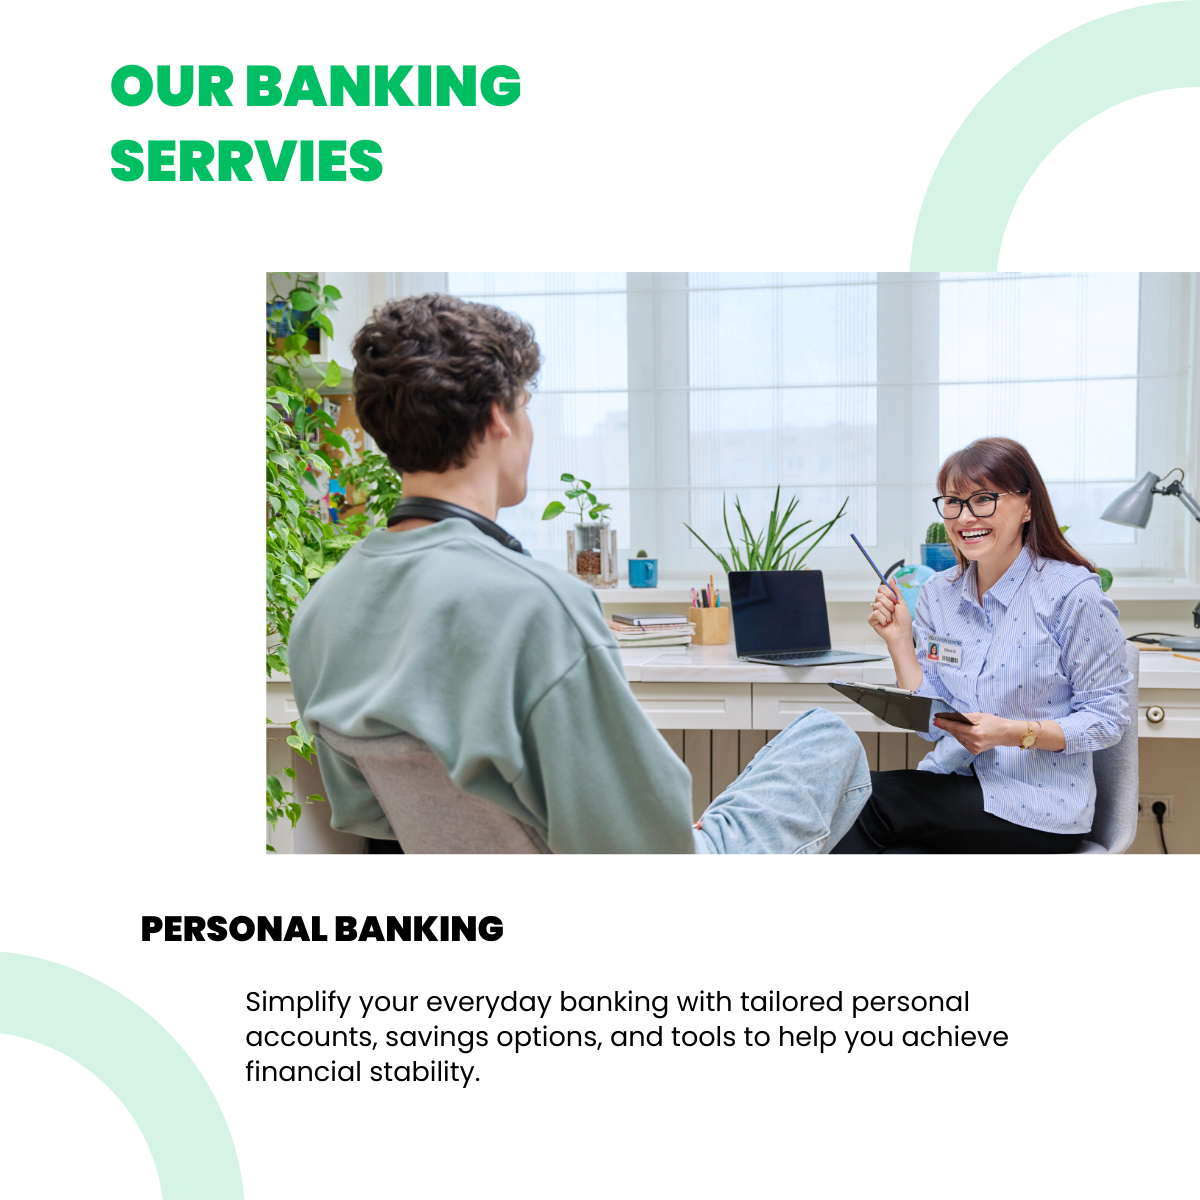 OUR BANKING
SERRVIES
PERSONAL BANKING
Simplify your everyday banking with tailored personal
accounts, savings options, and tools to help you achieve
financial stability.